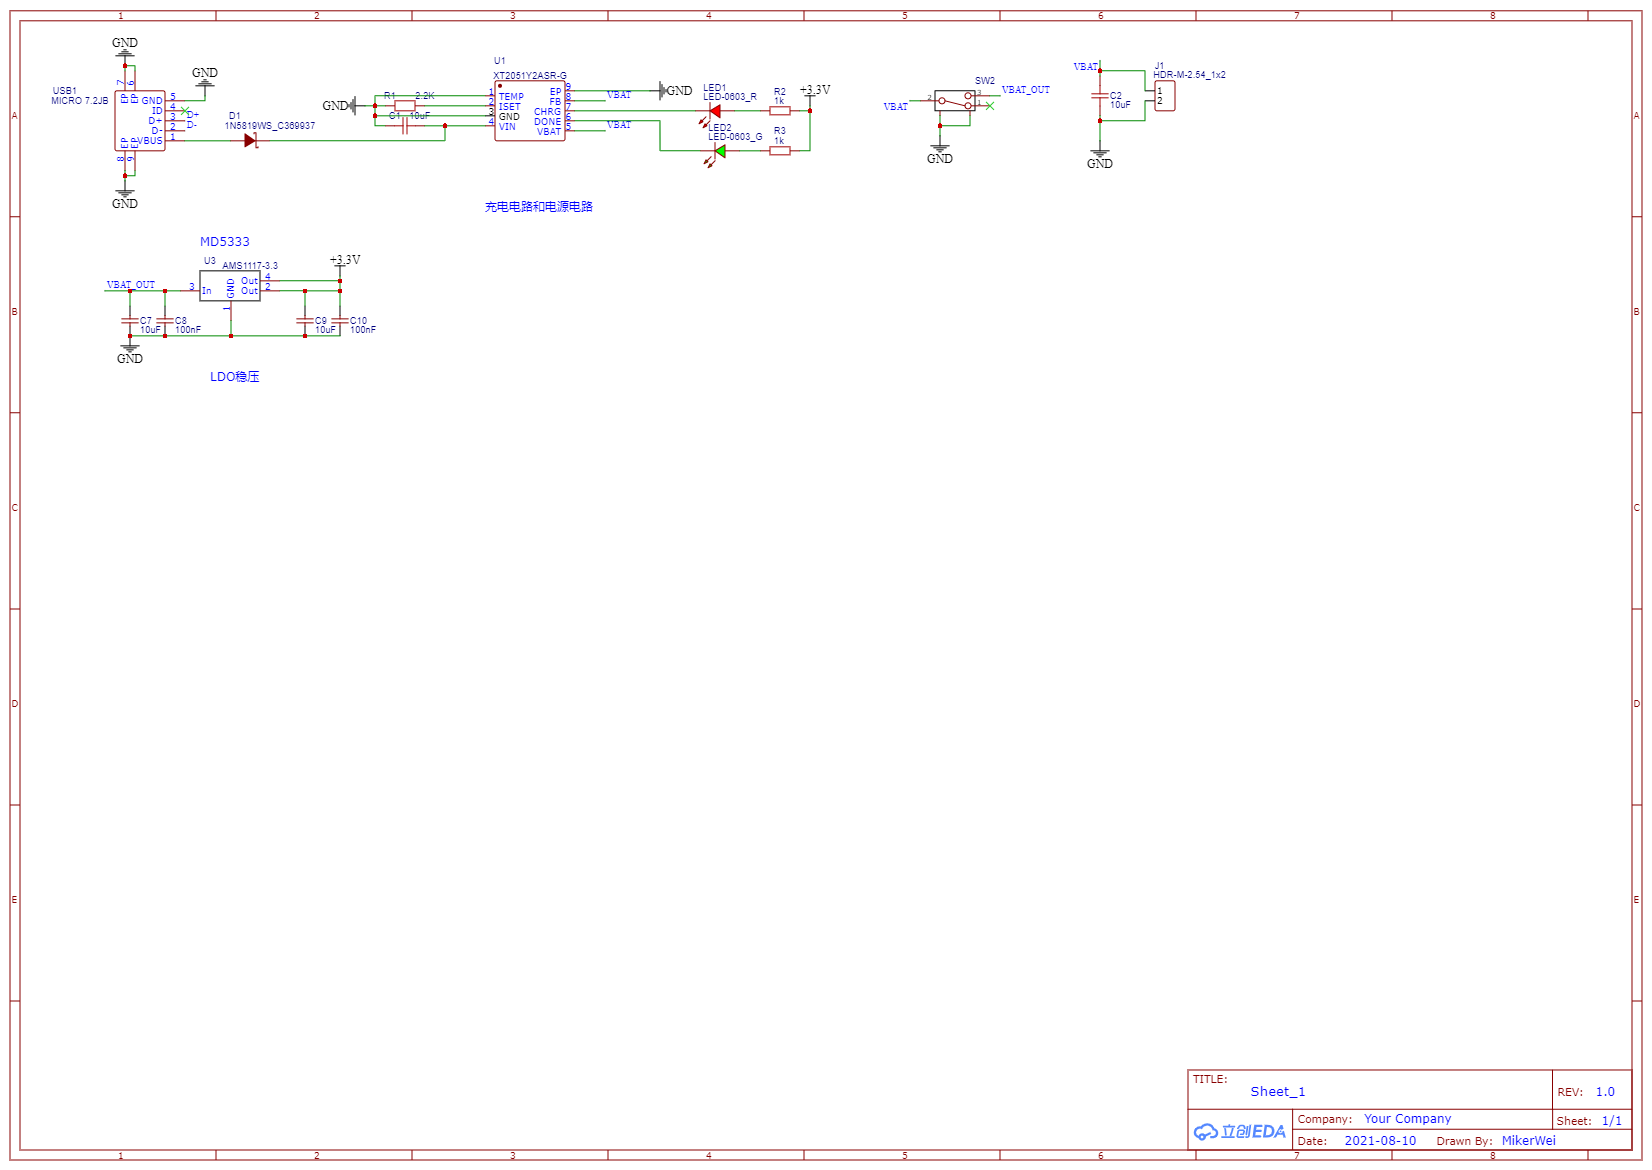 1 2 3 4 5 6 7 8
A
B
C
D
E
A
B
C
D
E
GND
GND
USB1
MICRO 7.2JB
7 6
EP EP
GND 5
ID 4
D+ 3
D- 2
VBUS 1
D+
D-
EP EP
8 9
GND
D1
1N5819WS_C369937
GND
R1 2.2K
C1 10uF
U1
XT2051Y2ASR-G
1 TEMP
2 ISET
3 GND
4 VIN
EP 9
FB 8
CHRG 7
DONE 6
VBAT 5
VBAT
VBAT
GND
LED1
LED-0603_R
LED2
LED-0603_G
R2
1k
R3
1k
+3.3V
充电电路和电源电路
SW2
VBAT
2
3
1
VBAT_OUT
GND
VBAT
C2
10uF
GND
J1
HDR-M-2.54_1x2
1
2
MD5333
U3 AMS1117-3.3
VBAT_OUT
3 In
GND
1
Out 4
Out 2
+3.3V
C7
10uF
C8
100nF
C9
10uF
C10
100nF
GND
LDO稳压
TITLE:
Sheet_1
REV: 1.0
立创EDA
Company: Your Company
Sheet: 1/1
Date: 2021-08-10 Drawn By: MikerWei
1 2 3 4 5 6 7 8